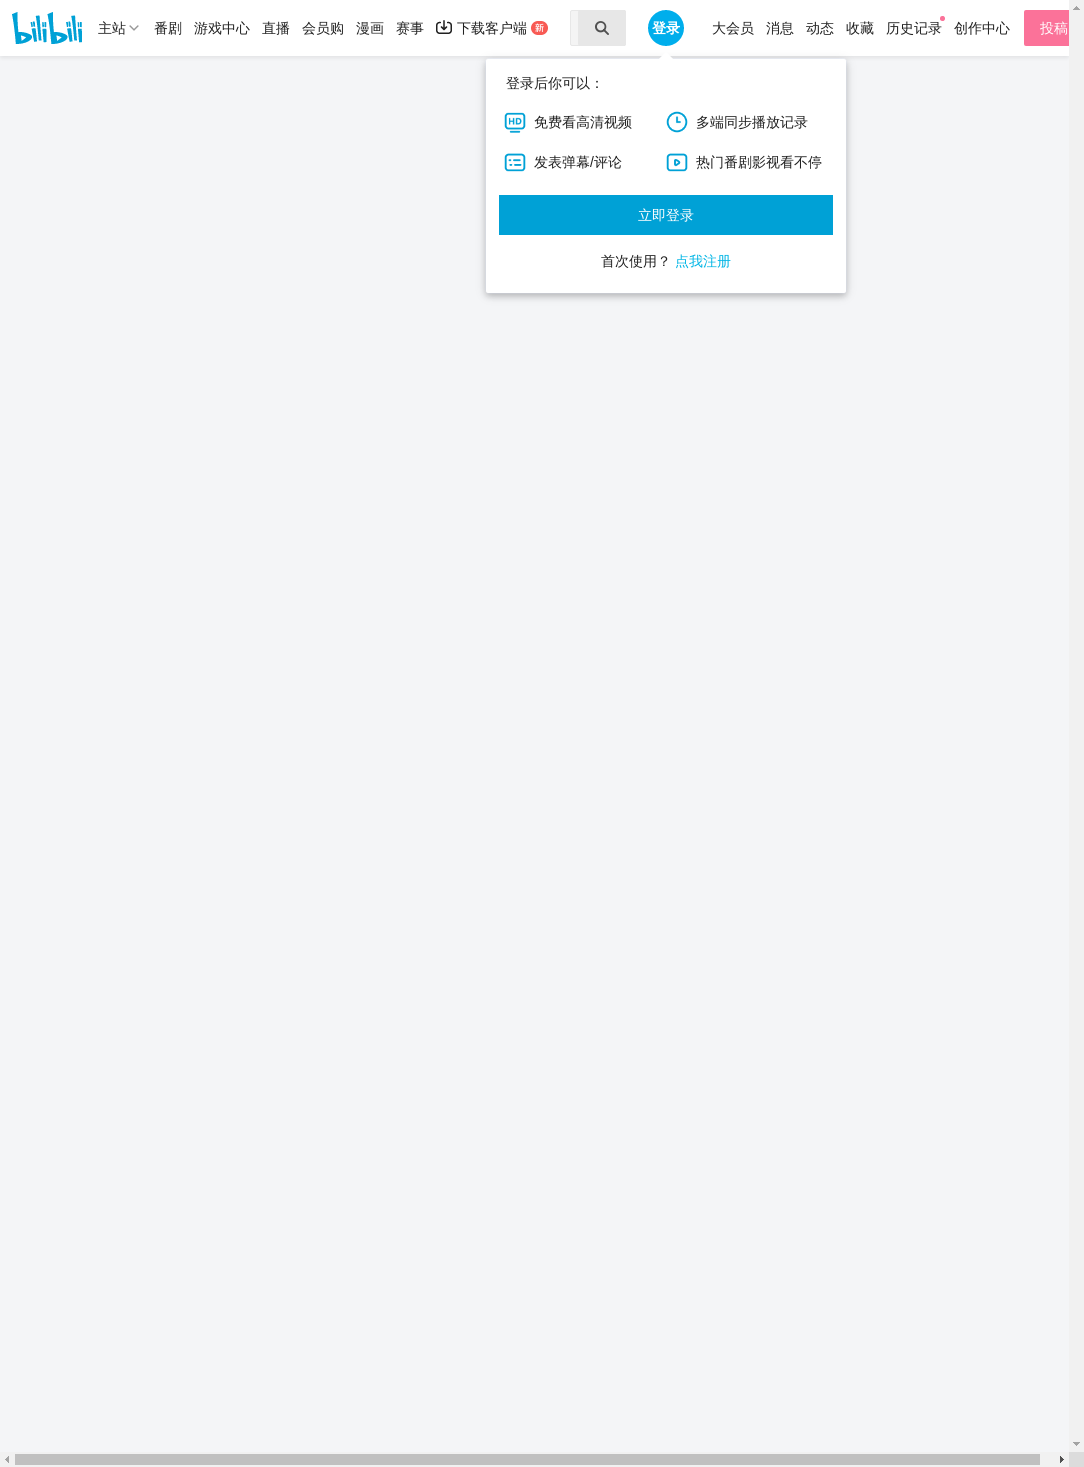 bilibili 主站 番剧 游戏中心 直播 会员购 漫画 赛事 下载客户端 新 登录 大会员 消息 动态 收藏 历史记录 创作中心 投稿
登录后你可以：
HD 免费看高清视频 多端同步播放记录
发表弹幕/评论 热门番剧影视看不停
立即登录
首次使用？ 点我注册